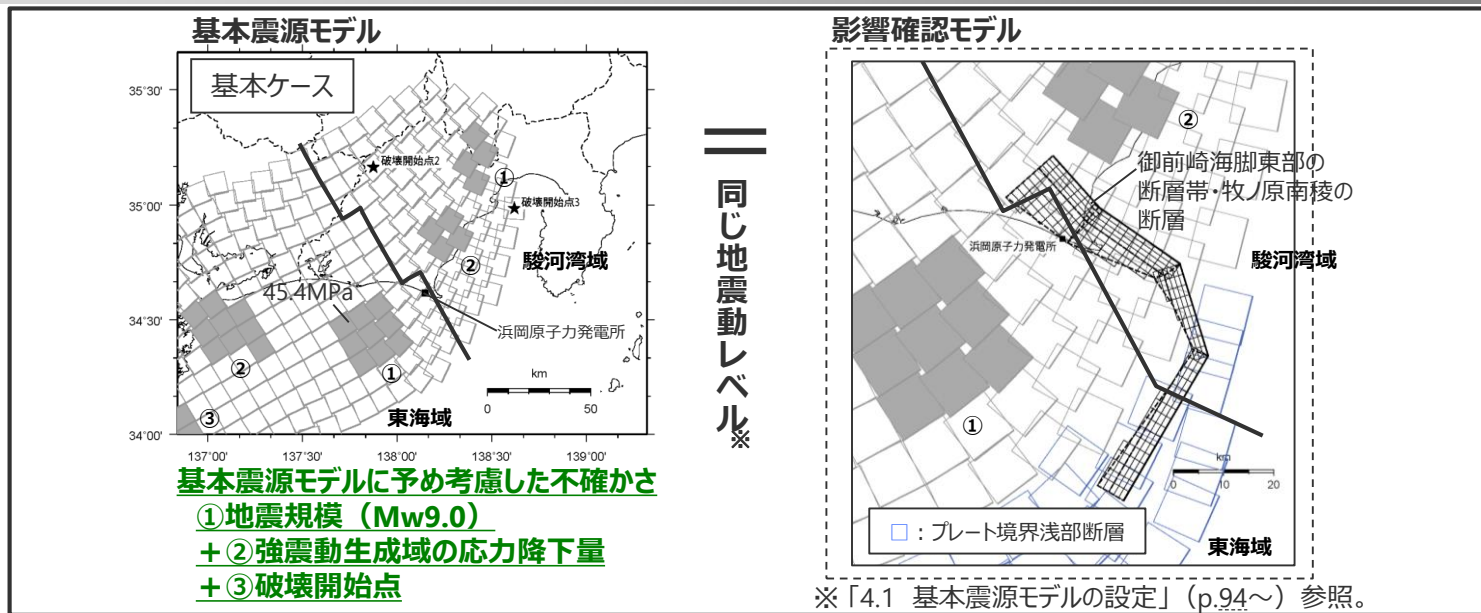 基本震源モデル
基本ケース
35°30'
35°00'
34°30'
34°00'
137°00'
137°30'
138°00'
138°30'
139°00'
★破壊開始点2
①
★破壊開始点3
②
駿河湾域
45.4MPa
浜岡原子力発電所
②
①
③
東海域
km
0
50
基本震源モデルに予め考慮した不確かさ
①地震規模（Mw9.0）
＋②強震動生成域の応力降下量
＋③破壊開始点
＝同じ地震動レベル※
影響確認モデル
②
御前崎海脚東部の
断層帯・牧ノ原南稜の
断層
浜岡原子力発電所
駿河湾域
①
km
0
10
20
□：プレート境界浅部断層
東海域
※「4.1 基本震源モデルの設定」（p.94～）参照。